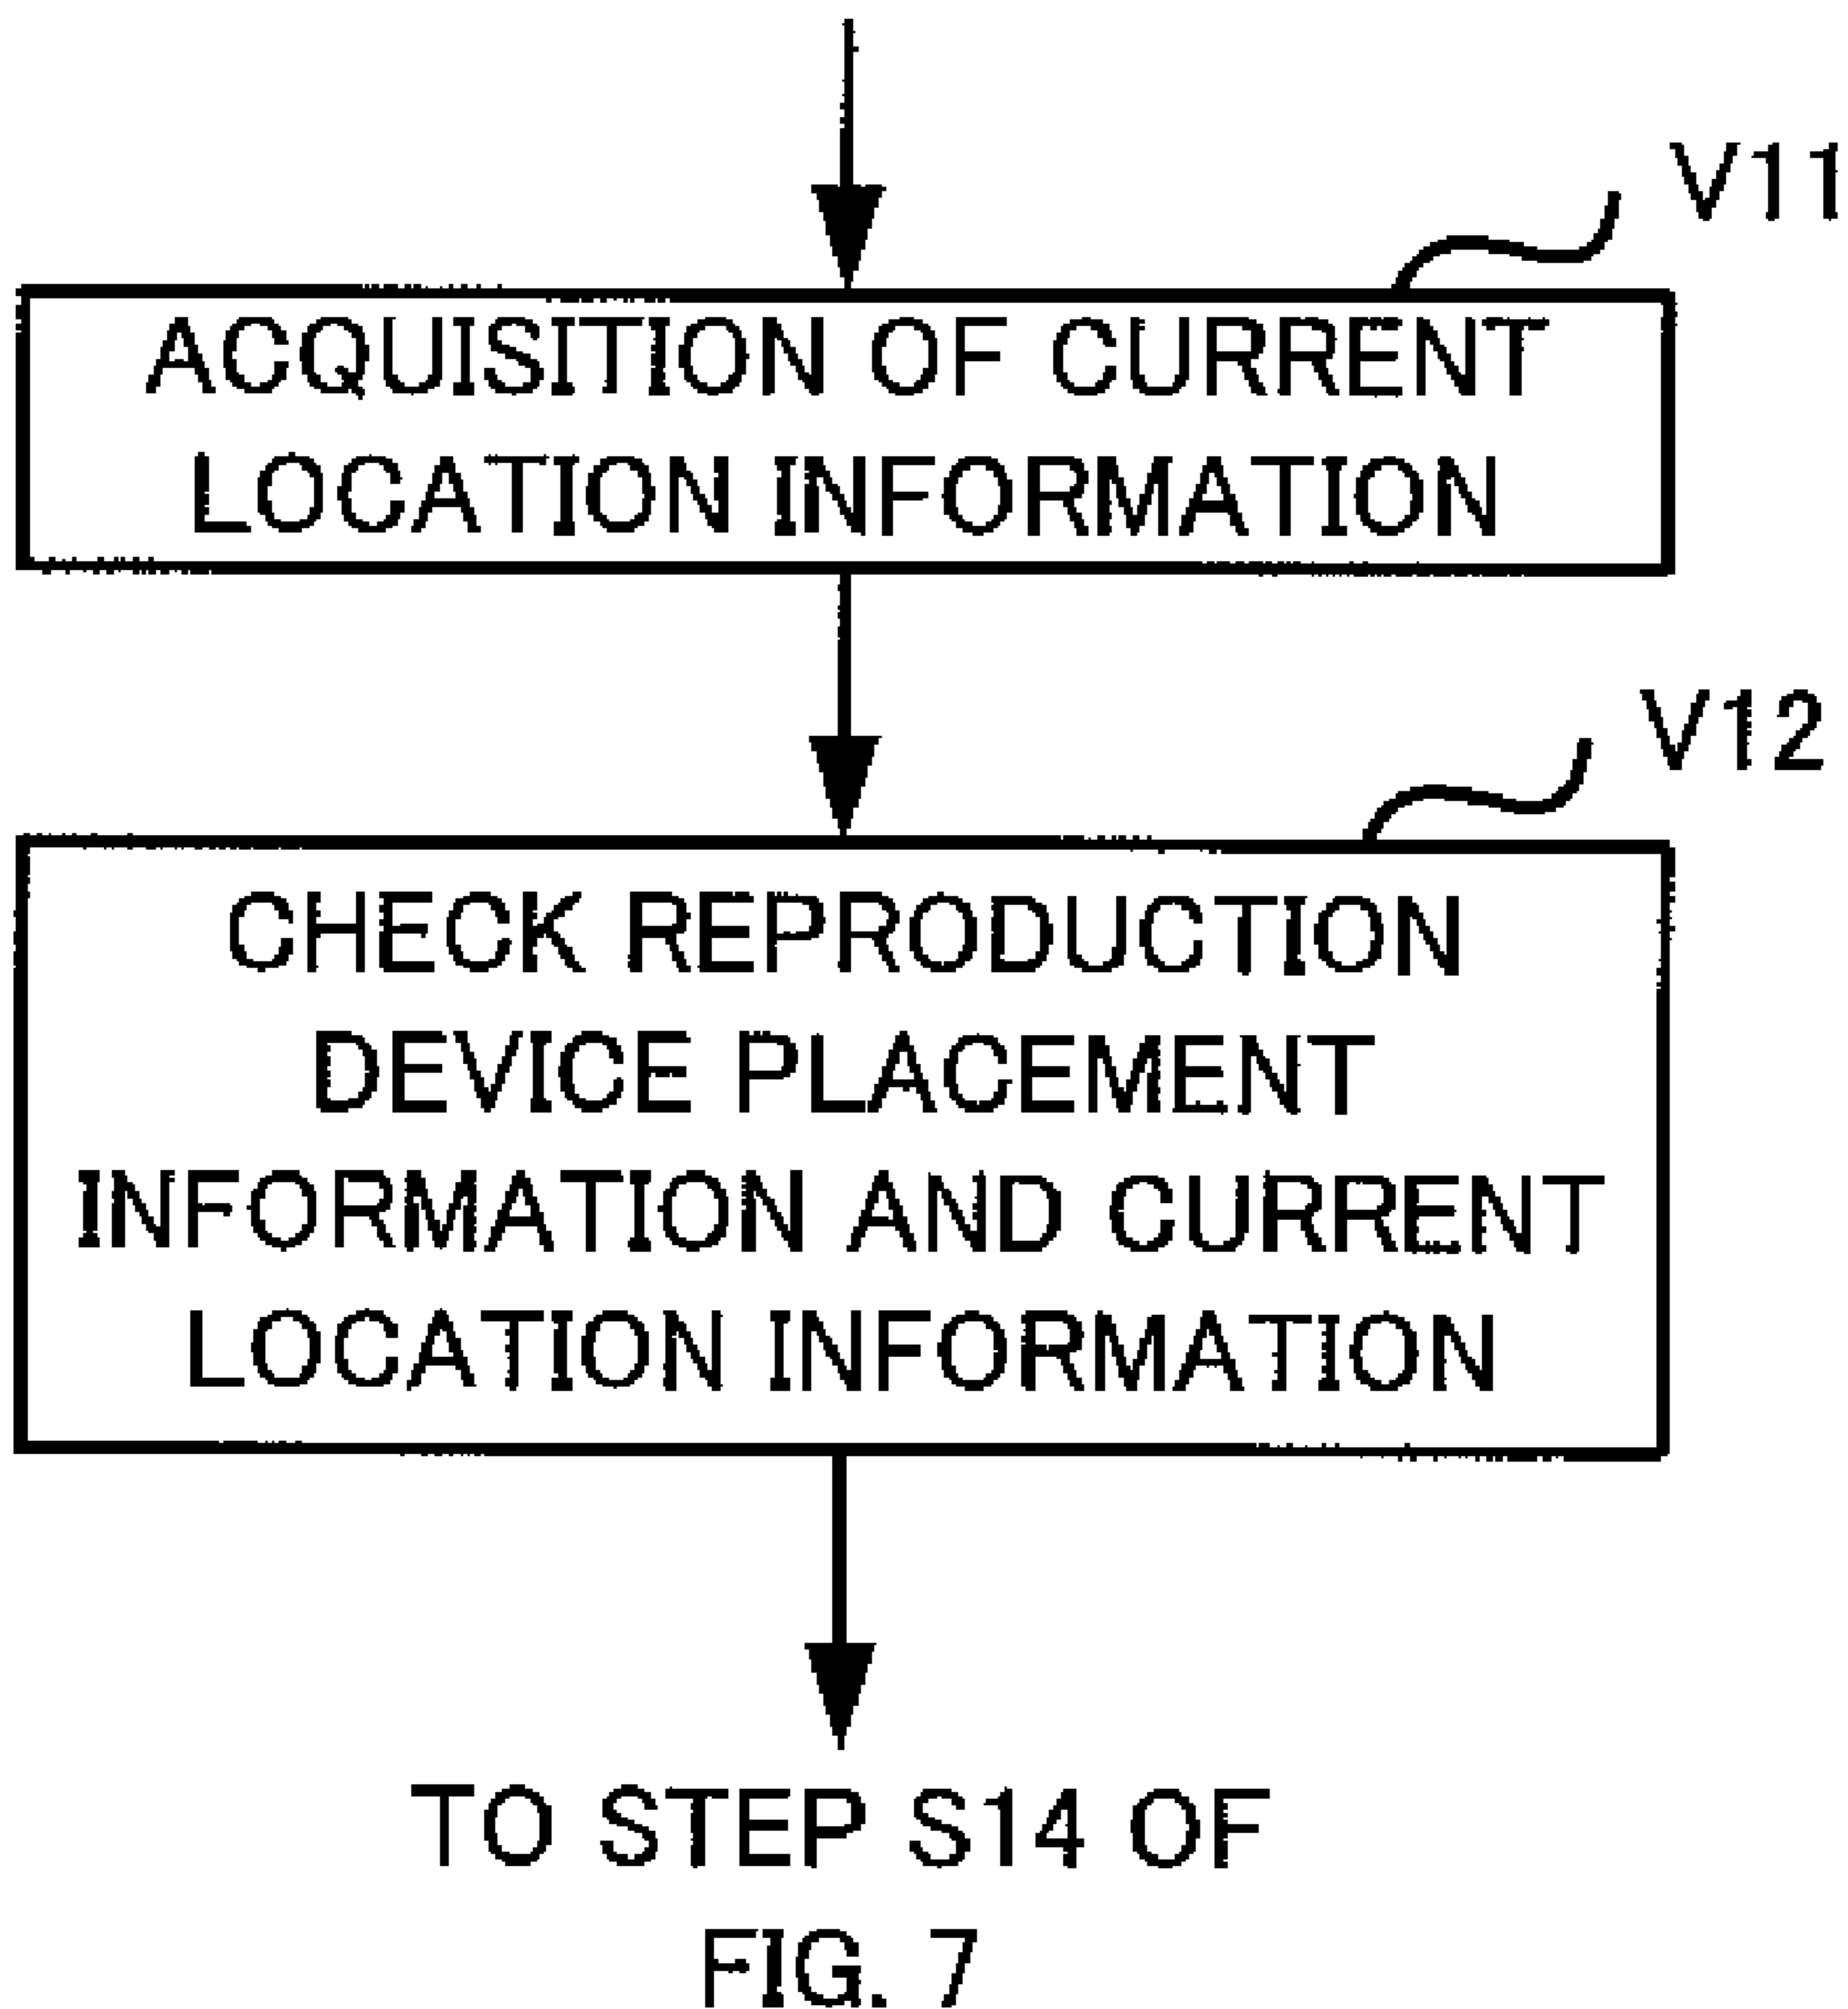 V11
ACQUISITION OF CURRENT
LOCATION INFORMATION
V12
CHECK REPRODUCTION
DEVICE PLACEMENT
INFORMATION AND CURRENT
LOCATION INFORMATION
TO STEP S14 OF
FIG. 7